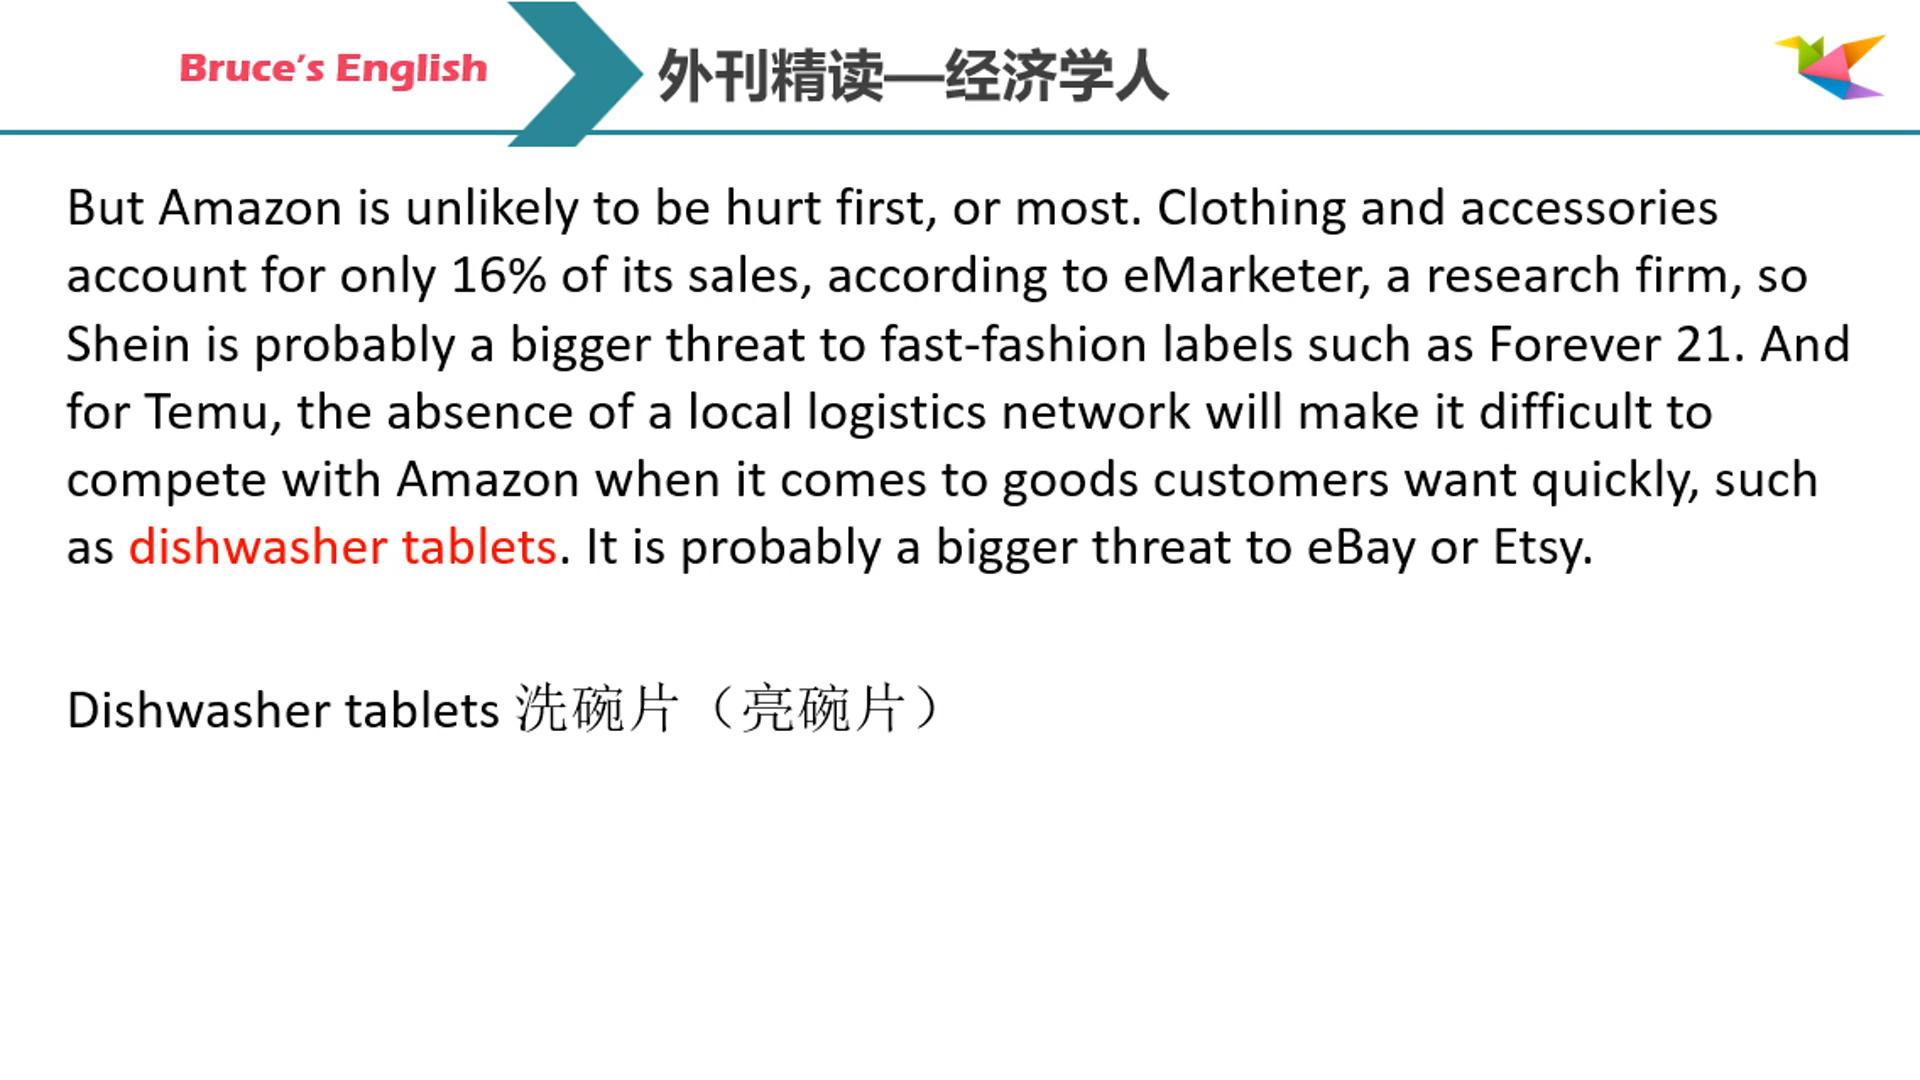 Bruce's English
外刊精读—经济学人
But Amazon is unlikely to be hurt first, or most. Clothing and accessories
account for only 16% of its sales, according to eMarketer, a research firm, so
Shein is probably a bigger threat to fast-fashion labels such as Forever 21. And
for Temu, the absence of a local logistics network will make it difficult to
compete with Amazon when it comes to goods customers want quickly, such
as dishwasher tablets. It is probably a bigger threat to eBay or Etsy.
Dishwasher tablets 洗碗片（亮碗片）